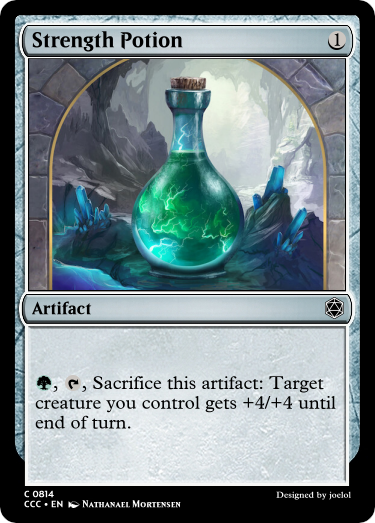 Strength Potion 1
Artifact
, , Sacrifice this artifact: Target
creature you control gets +4/+4 until
end of turn.
C 0814
CCC • EN Nathanael Mortensen
Designed by joelol